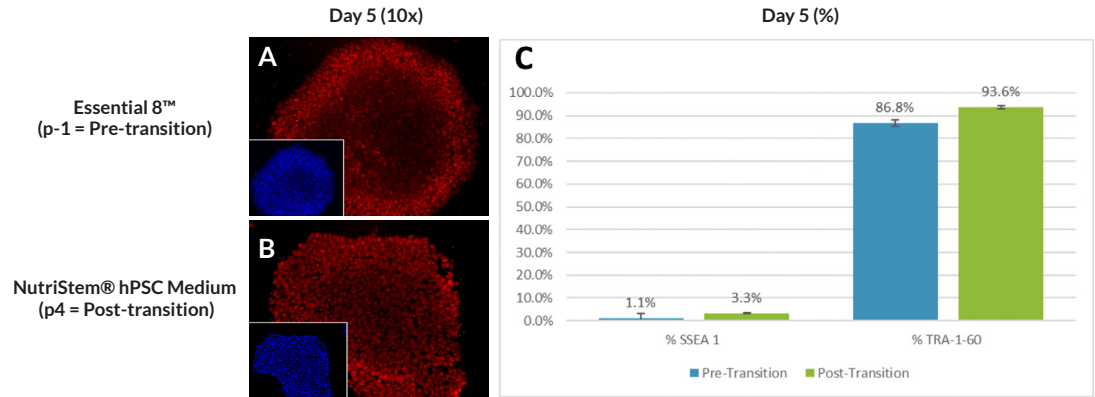 Day 5 (10x)
Day 5 (%)
Essential 8™
(p-1 = Pre-transition)
A
NutriStem® hPSC Medium
(p4 = Post-transition)
B
C
100.0%
90.0%
80.0%
70.0%
60.0%
50.0%
40.0%
30.0%
20.0%
10.0%
0.0%
1.1%
3.3%
86.8%
93.6%
% SSEA 1
% TRA-1-60
Pre-Transition
Post-Transition